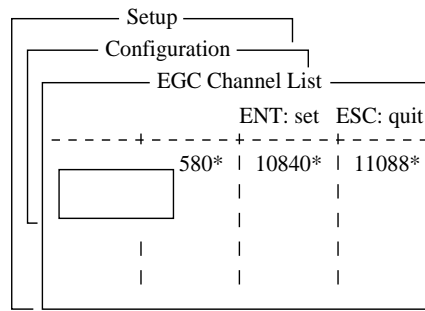 Setup
Configuration
EGC Channel List
ENT: set ESC: quit
580* 10840* 11088*